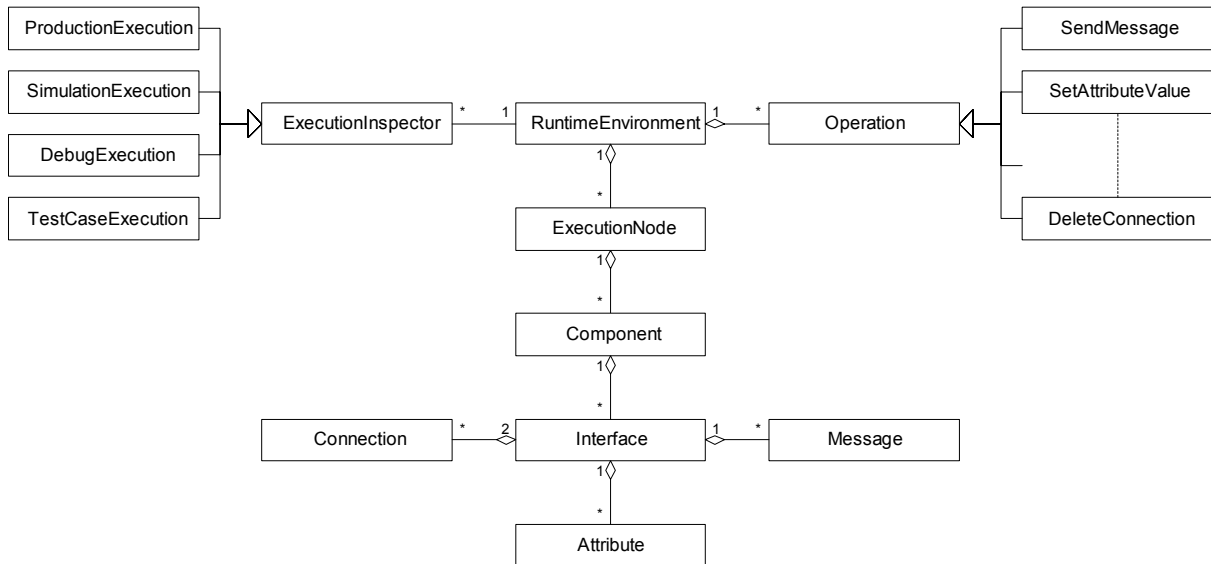 ProductionExecution
SendMessage
SimulationExecution
SetAttributeValue
ExecutionInspector
* 1
RuntimeEnvironment
1 *
Operation
DebugExecution
1
*
TestCaseExecution
ExecutionNode
DeleteConnection
1
*
Component
1
*
Connection
* 2
Interface
1 *
Message
1
*
Attribute